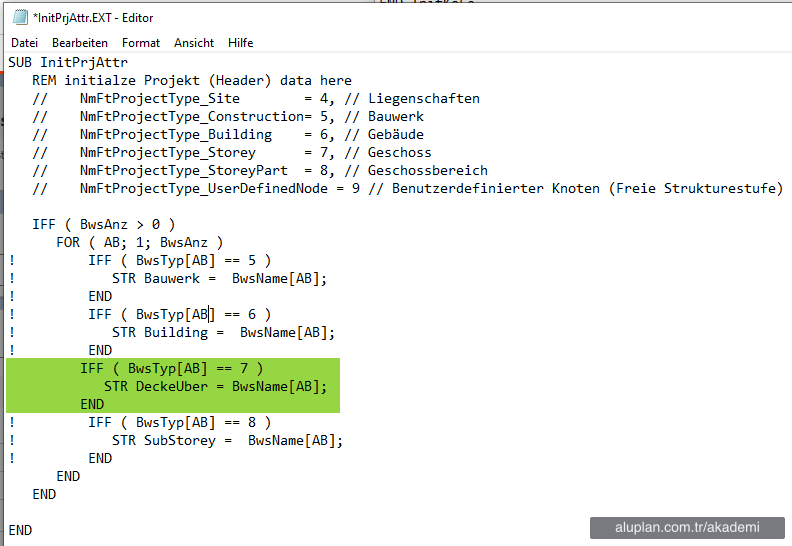 *InitPrjAttr.EXT - Editor
Datei Bearbeiten Format Ansicht Hilfe
SUB InitPrjAttr
REM initialze Projekt (Header) data here
// NmFtProjectType_Site = 4, // Liegenschaften
// NmFtProjectType_Construction= 5, // Bauwerk
// NmFtProjectType_Building = 6, // Gebäude
// NmFtProjectType_Storey = 7, // Geschoss
// NmFtProjectType_StoreyPart = 8, // Geschossbereich
// NmFtProjectType_UserDefinedNode = 9 // Benutzerdefinierter Knoten (Freie Strukturestufe)
IFF ( BwsAnz > 0 )
FOR ( AB; 1; BwsAnz )
! IFF ( BwsTyp[AB] == 5 )
! STR Bauwerk = BwsName[AB];
! END
! IFF ( BwsTyp[AB] == 6 )
! STR Building = BwsName[AB];
! END
IFF ( BwsTyp[AB] == 7 )
STR DeckeUber = BwsName[AB];
END
! IFF ( BwsTyp[AB] == 8 )
! STR SubStorey = BwsName[AB];
! END
END
END
END
aluplan.com.tr/akademi